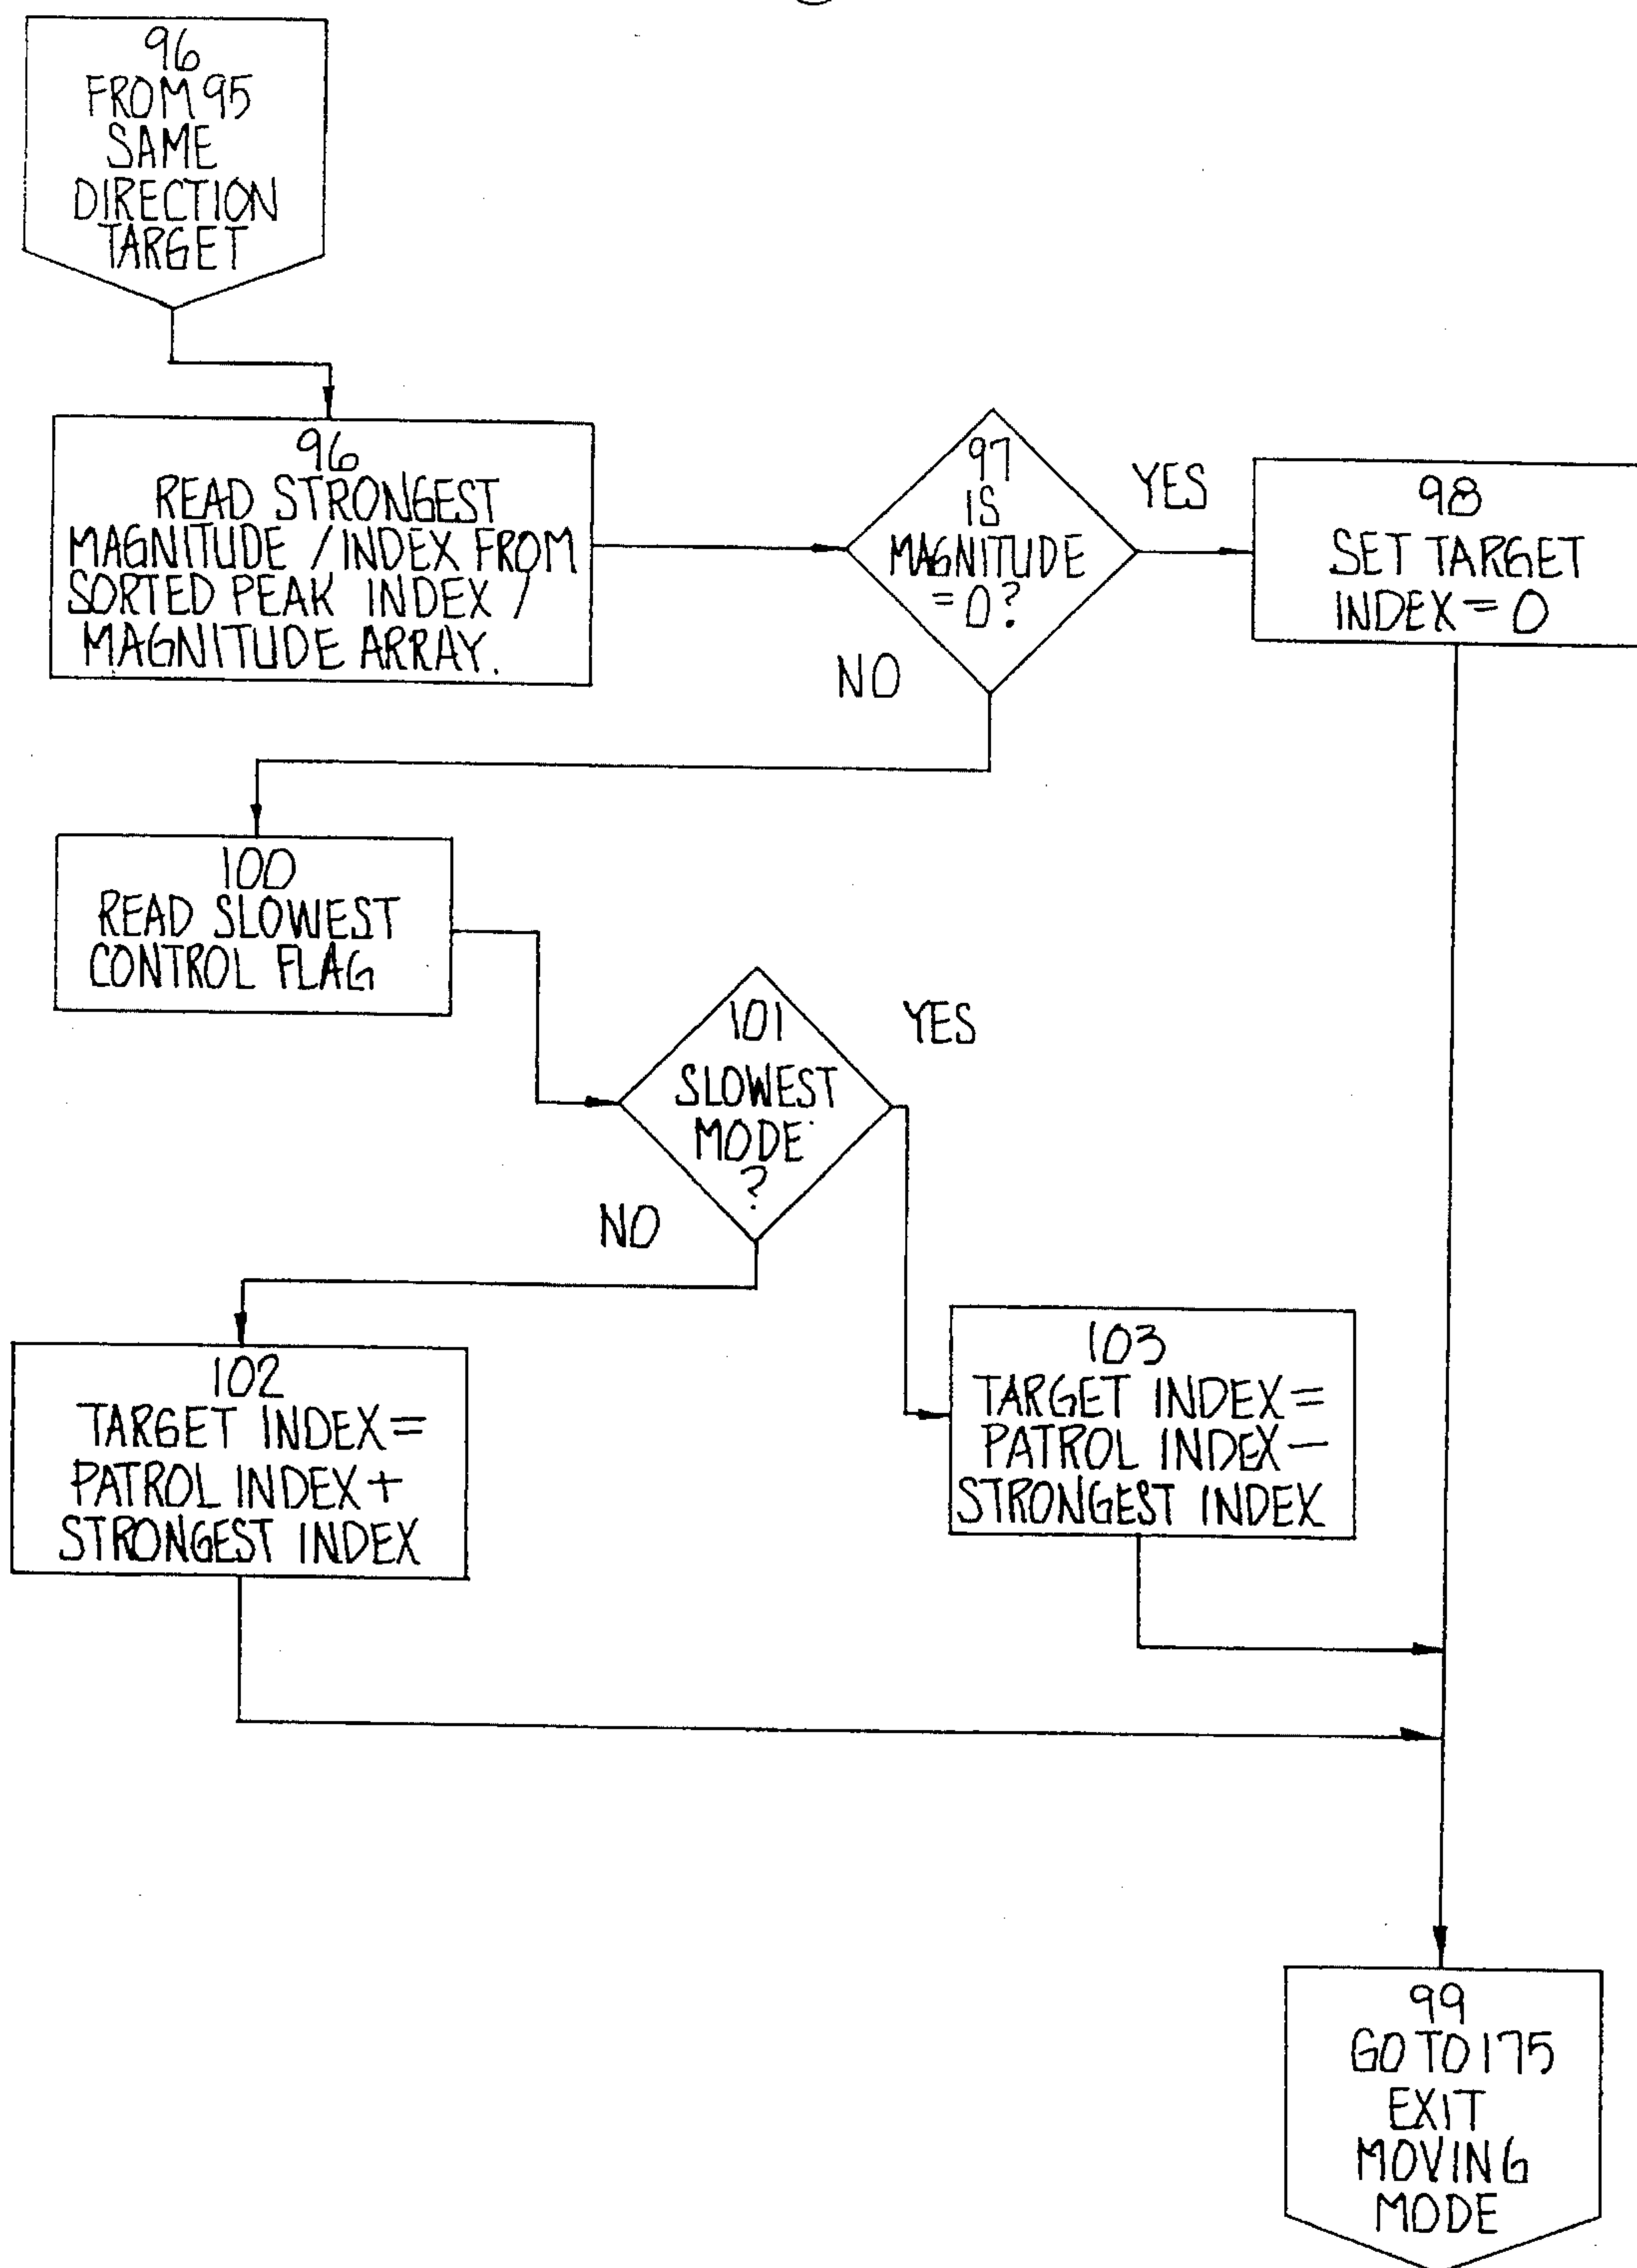 96
FROM 95
SAME
DIRECTION
TARGET
96
READ STRONGEST
MAGNITUDE / INDEX FROM
SORTED PEAK INDEX /
MAGNITUDE ARRAY.
97
IS
MAGNITUDE
= 0?
YES
NO
98
SET TARGET
INDEX = 0
100
READ SLOWEST
CONTROL FLAG
101
SLOWEST
MODE
?
YES
NO
102
TARGET INDEX =
PATROL INDEX +
STRONGEST INDEX
103
TARGET INDEX =
PATROL INDEX −
STRONGEST INDEX
99
GO TO 175
EXIT
MOVING
MODE